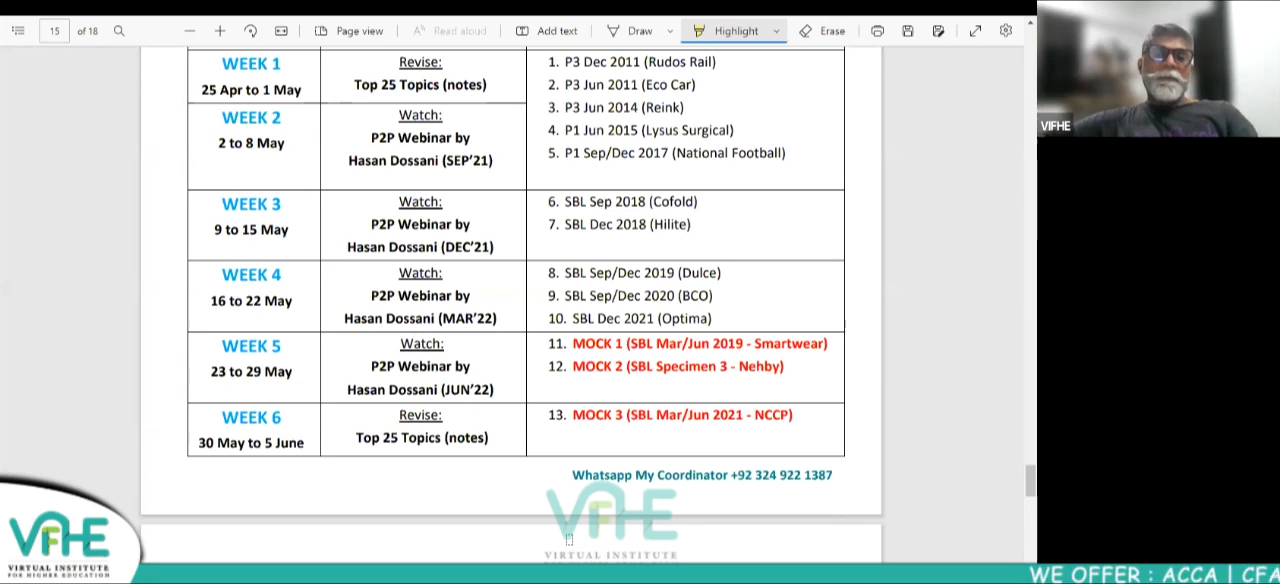 15 of 18
Page view
Read aloud
Add text
Draw
Highlight
Erase
WEEK 1
25 Apr to 1 May
Revise:
Top 25 Topics (notes)
1. P3 Dec 2011 (Rudos Rail)
2. P3 Jun 2011 (Eco Car)
3. P3 Jun 2014 (Reink)
4. P1 Jun 2015 (Lysus Surgical)
5. P1 Sep/Dec 2017 (National Football)
WEEK 2
2 to 8 May
Watch:
P2P Webinar by
Hasan Dossani (SEP'21)
WEEK 3
9 to 15 May
Watch:
P2P Webinar by
Hasan Dossani (DEC'21)
6. SBL Sep 2018 (Cofold)
7. SBL Dec 2018 (Hilite)
WEEK 4
16 to 22 May
Watch:
P2P Webinar by
Hasan Dossani (MAR'22)
8. SBL Sep/Dec 2019 (Dulce)
9. SBL Sep/Dec 2020 (BCO)
10. SBL Dec 2021 (Optima)
WEEK 5
23 to 29 May
Watch:
P2P Webinar by
Hasan Dossani (JUN'22)
11. MOCK 1 (SBL Mar/Jun 2019 - Smartwear)
12. MOCK 2 (SBL Specimen 3 - Nehby)
WEEK 6
30 May to 5 June
Revise:
Top 25 Topics (notes)
13. MOCK 3 (SBL Mar/Jun 2021 - NCCP)
Whatsapp My Coordinator +92 324 922 1387
VIFHE
VIRTUAL INSTITUTE
VIFHE
VIRTUAL INSTITUTE
FOR HIGHER EDUCATION
VIFHE
WE OFFER : ACCA | CFA